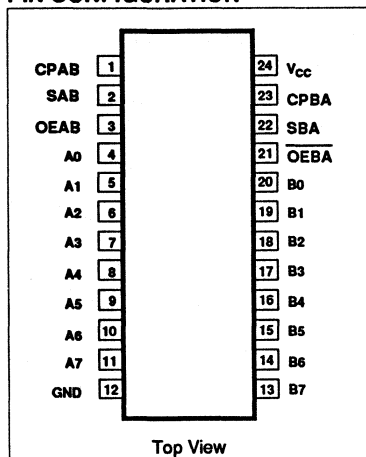 CPAB 1 24 VCC
SAB 2 23 CPBA
OEAB 3 22 SBA
A0 4 21 O̅E̅B̅A̅
A1 5 20 B0
A2 6 19 B1
A3 7 18 B2
A4 8 17 B3
A5 9 16 B4
A6 10 15 B5
A7 11 14 B6
GND 12 13 B7
Top View